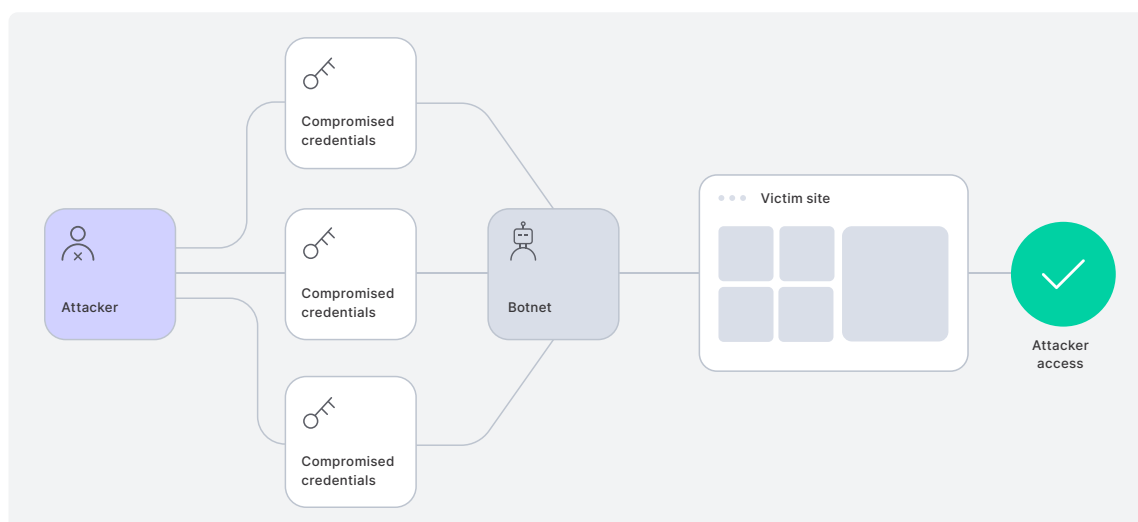 Compromised
credentials
Attacker
Compromised
credentials
Botnet
Victim site
Attacker
access
Compromised
credentials